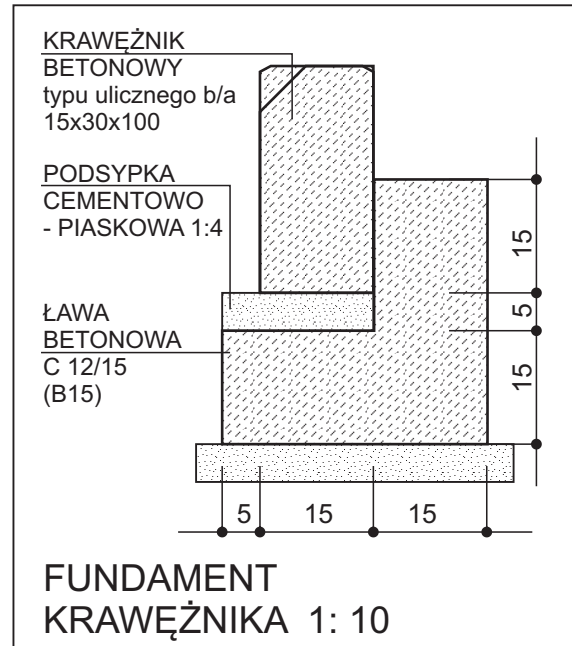 KRAWĘŻNIK
BETONOWY
typu ulicznego b/a
15x30x100
PODSYPKA
CEMENTOWO
- PIASKOWA 1:4
ŁAWA
BETONOWA
C 12/15
(B15)
15
5
15
5 15 15
FUNDAMENT
KRAWĘŻNIKA 1: 10